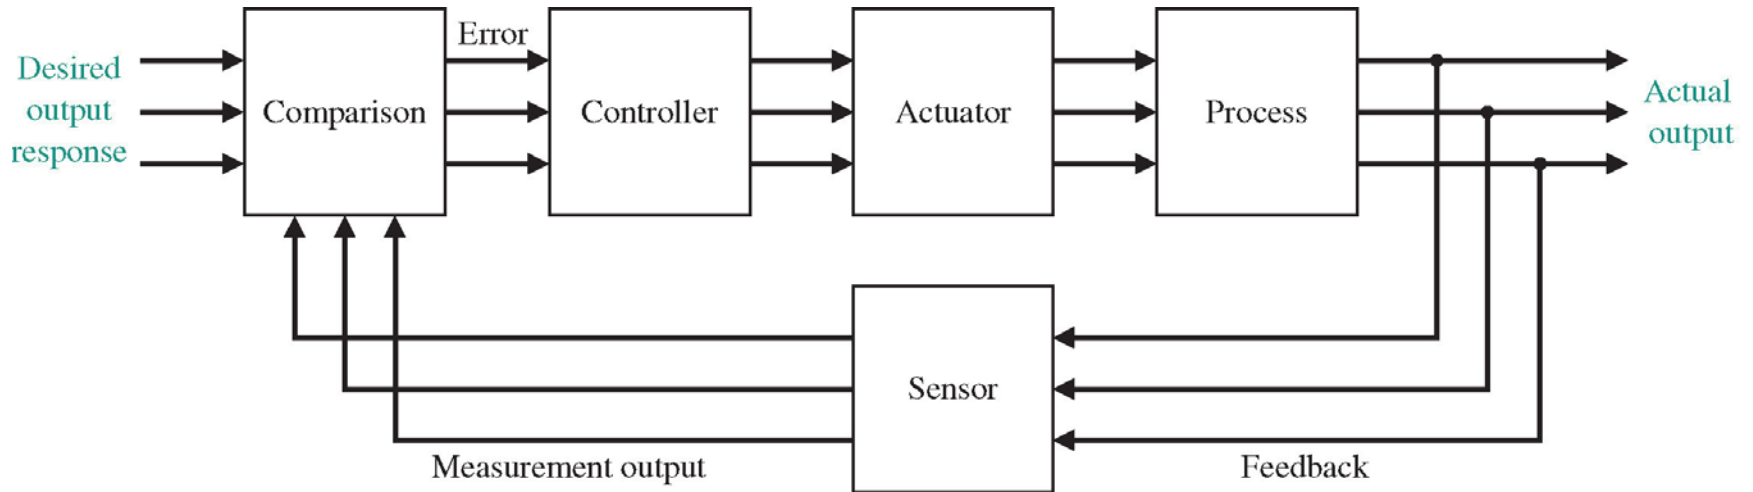 Desired
output
response
Comparison
Error
Controller
Actuator
Process
Actual
output
Sensor
Measurement output
Feedback